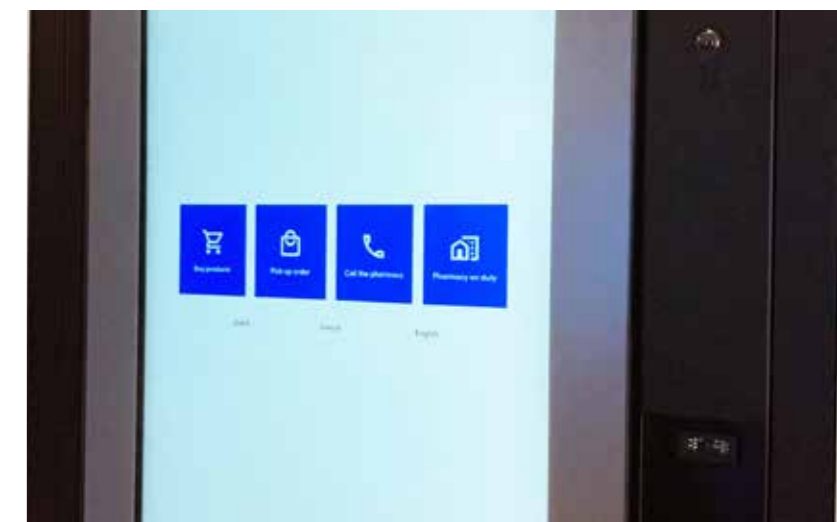 Buy products
Pick up order
Call the pharmacy
Pharmacy on duty
English